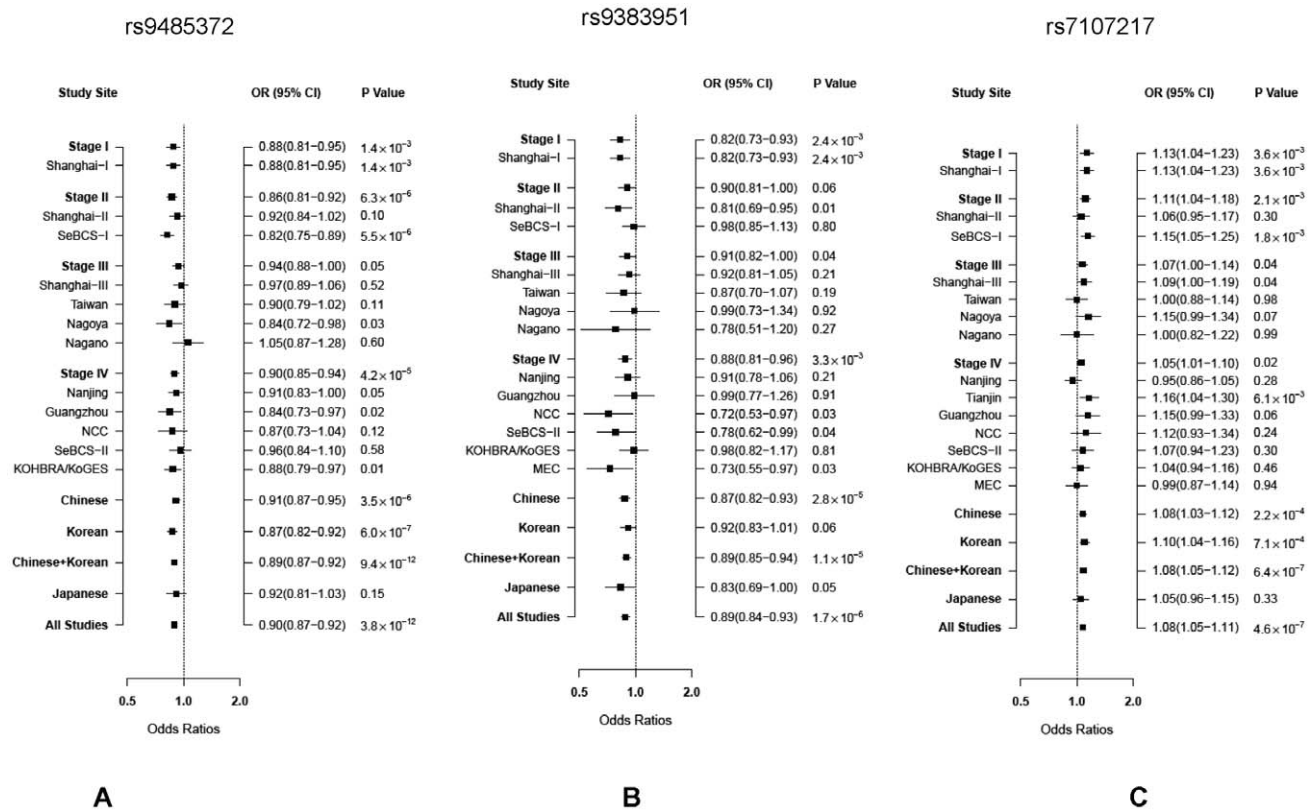 rs9485372
Study Site OR (95% CI) P Value
Stage I 0.88(0.81−0.95) 1.4×10⁻³
Shanghai-I 0.88(0.81−0.95) 1.4×10⁻³
Stage II 0.86(0.81−0.92) 6.3×10⁻⁶
Shanghai-II 0.92(0.84−1.02) 0.10
SeBCS-I 0.82(0.75−0.89) 5.5×10⁻⁶
Stage III 0.94(0.88−1.00) 0.05
Shanghai-III 0.97(0.89−1.06) 0.52
Taiwan 0.90(0.79−1.02) 0.11
Nagoya 0.84(0.72−0.98) 0.03
Nagano 1.05(0.87−1.28) 0.60
Stage IV 0.90(0.85−0.94) 4.2×10⁻⁵
Nanjing 0.91(0.83−1.00) 0.05
Guangzhou 0.84(0.73−0.97) 0.02
NCC 0.87(0.73−1.04) 0.12
SeBCS-II 0.96(0.84−1.10) 0.58
KOHBRA/KoGES 0.88(0.79−0.97) 0.01
Chinese 0.91(0.87−0.95) 3.5×10⁻⁶
Korean 0.87(0.82−0.92) 6.0×10⁻⁷
Chinese+Korean 0.89(0.87−0.92) 9.4×10⁻¹²
Japanese 0.92(0.81−1.03) 0.15
All Studies 0.90(0.87−0.92) 3.8×10⁻¹²
0.5 1.0 2.0
Odds Ratios
A
rs9383951
Study Site OR (95% CI) P Value
Stage I 0.82(0.73−0.93) 2.4×10⁻³
Shanghai-I 0.82(0.73−0.93) 2.4×10⁻³
Stage II 0.90(0.81−1.00) 0.06
Shanghai-II 0.81(0.69−0.95) 0.01
SeBCS-I 0.98(0.85−1.13) 0.80
Stage III 0.91(0.82−1.00) 0.04
Shanghai-III 0.92(0.81−1.05) 0.21
Taiwan 0.87(0.70−1.07) 0.19
Nagoya 0.99(0.73−1.34) 0.92
Nagano 0.78(0.51−1.20) 0.27
Stage IV 0.88(0.81−0.96) 3.3×10⁻³
Nanjing 0.91(0.78−1.06) 0.21
Guangzhou 0.99(0.77−1.26) 0.91
NCC 0.72(0.53−0.97) 0.03
SeBCS-II 0.78(0.62−0.99) 0.04
KOHBRA/KoGES 0.98(0.82−1.17) 0.81
MEC 0.73(0.55−0.97) 0.03
Chinese 0.87(0.82−0.93) 2.8×10⁻⁵
Korean 0.92(0.83−1.01) 0.06
Chinese+Korean 0.89(0.85−0.94) 1.1×10⁻⁵
Japanese 0.83(0.69−1.00) 0.05
All Studies 0.89(0.84−0.93) 1.7×10⁻⁶
0.5 1.0 2.0
Odds Ratios
B
rs7107217
Study Site OR (95% CI) P Value
Stage I 1.13(1.04−1.23) 3.6×10⁻³
Shanghai-I 1.13(1.04−1.23) 3.6×10⁻³
Stage II 1.11(1.04−1.18) 2.1×10⁻³
Shanghai-II 1.06(0.95−1.17) 0.30
SeBCS-I 1.15(1.05−1.25) 1.8×10⁻³
Stage III 1.07(1.00−1.14) 0.04
Shanghai-III 1.09(1.00−1.19) 0.04
Taiwan 1.00(0.88−1.14) 0.98
Nagoya 1.15(0.99−1.34) 0.07
Nagano 1.00(0.82−1.22) 0.99
Stage IV 1.05(1.01−1.10) 0.02
Nanjing 0.95(0.86−1.05) 0.28
Tianjin 1.16(1.04−1.30) 6.1×10⁻³
Guangzhou 1.15(0.99−1.33) 0.06
NCC 1.12(0.93−1.34) 0.24
SeBCS-II 1.07(0.94−1.23) 0.30
KOHBRA/KoGES 1.04(0.94−1.16) 0.46
MEC 0.99(0.87−1.14) 0.94
Chinese 1.08(1.03−1.12) 2.2×10⁻⁴
Korean 1.10(1.04−1.16) 7.1×10⁻⁴
Chinese+Korean 1.08(1.05−1.12) 6.4×10⁻⁷
Japanese 1.05(0.96−1.15) 0.33
All Studies 1.08(1.05−1.11) 4.6×10⁻⁷
0.5 1.0 2.0
Odds Ratios
C